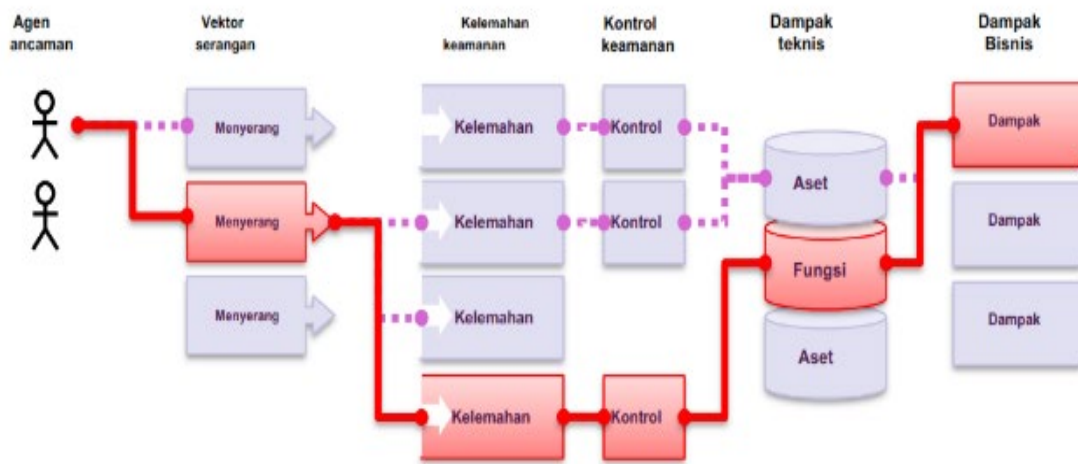 Agen
ancaman
Vektor
serangan
Kelemahan
keamanan
Kontrol
keamanan
Dampak
teknis
Dampak
Bisnis
Menyerang
Kelemahan
Kontrol
Dampak
Aset
Menyerang
Kelemahan
Kontrol
Dampak
Fungsi
Menyerang
Kelemahan
Dampak
Aset
Kelemahan
Kontrol